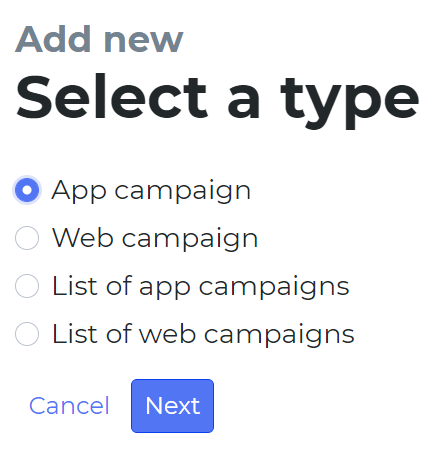 Add new
Select a type
App campaign
Web campaign
List of app campaigns
List of web campaigns
Cancel Next